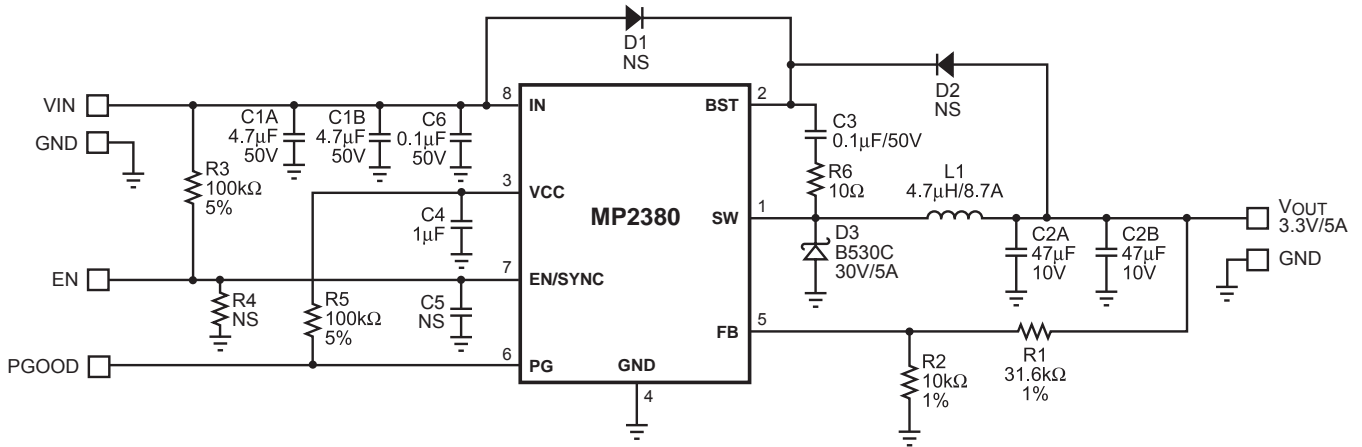 D1
NS
D2
NS
VIN
8
IN
BST
2
C1A
4.7µF
50V
C1B
4.7µF
50V
C6
0.1µF
50V
C3
0.1µF/50V
GND
R3
100kΩ
5%
3
VCC
R6
10Ω
L1
4.7µH/8.7A
MP2380
C4
1µF
SW
1
VOUT
3.3V/5A
D3
B530C
30V/5A
C2A
47µF
10V
C2B
47µF
10V
GND
EN
7
EN/SYNC
R4
NS
R5
100kΩ
5%
C5
NS
FB
5
R1
31.6kΩ
1%
PGOOD
6
PG
GND
4
R2
10kΩ
1%